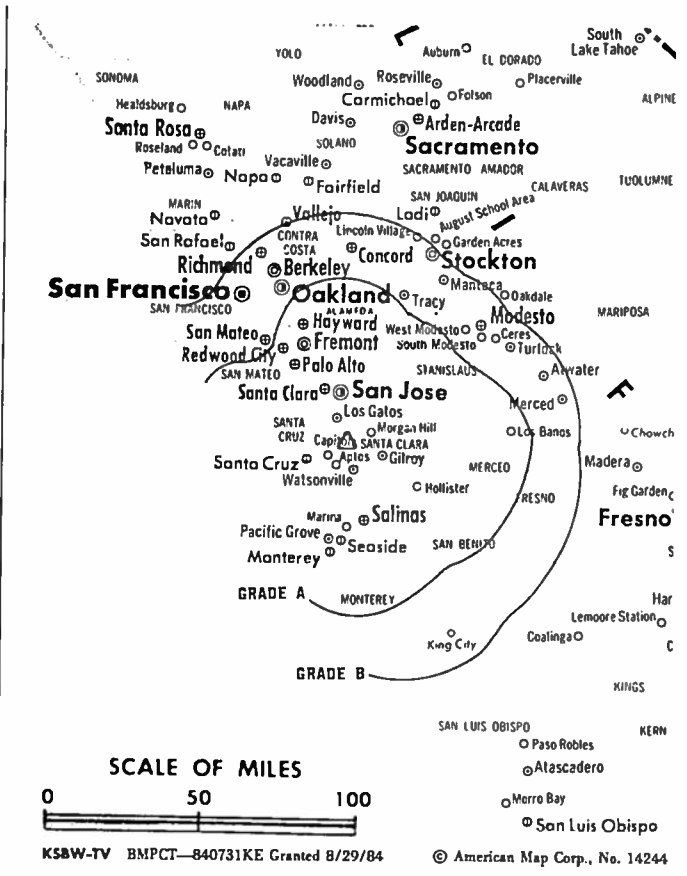 South
Lake Tahoe
Auburn
YOLO
EL DORADO
SONOMA
Woodland
Roseville
Placerville
Healdsburg
NAPA
Carmichael
Folson
ALPINE
Santa Rosa
Davis
Arden-Arcade
Roseland
Cotati
SOLANO
Sacramento
Petaluma
Vacaville
SACRAMENTO
AMADOR
Napa
Fairfield
CALAVERAS
TUOLUMNE
MARIN
SAN JOAQUIN
Novato
Vallejo
Lodi
August School Area
San Rafael
CONTRA
COSTA
Lincoln Village
Garden Acres
Richmond
Berkeley
Concord
Stockton
San Francisco
Oakland
Manteca
Tracy
Oakdale
SAN FRANCISCO
ALAMEDA
Modesto
MARIPOSA
San Mateo
Hayward
West Modesto
Ceres
Redwood City
Fremont
South Modesto
Turlock
SAN MATEO
Palo Alto
STANISLAUS
Atwater
Santa Clara
San Jose
Merced
Los Gatos
SANTA
CRUZ
Morgan Hill
Los Banos
Chowch
Capitola
SANTA CLARA
Santa Cruz
Aptos
Gilroy
MERCED
Madera
Watsonville
Hollister
FRESNO
Fig Garden
Marina
Salinas
Fresno
Pacific Grove
Seaside
SAN BENITO
Monterey
S
GRADE A
MONTEREY
Har
Lemoore Station
King City
Coalinga
C
GRADE B
KINGS
SAN LUIS OBISPO
KERN
Paso Robles
SCALE OF MILES
Atascadero
0 50 100
Morro Bay
San Luis Obispo
KSBW-TV BMPCT—840731KE Granted 8/29/84
© American Map Corp., No. 14244